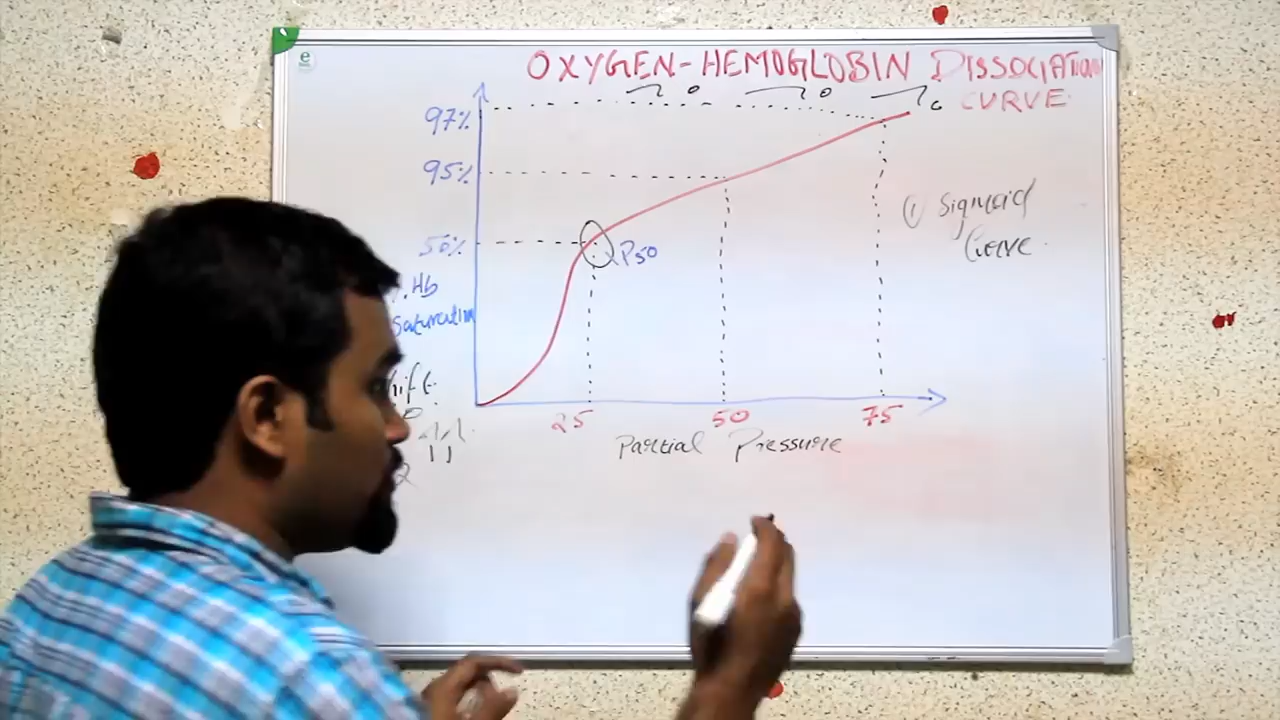 OXYGEN-HEMOGLOBIN DISSOCIATION
CURVE
97%
95%
50%
P50
① Sigmoid
Curve
Hb
Saturation
25 50 75
Partial Pressure